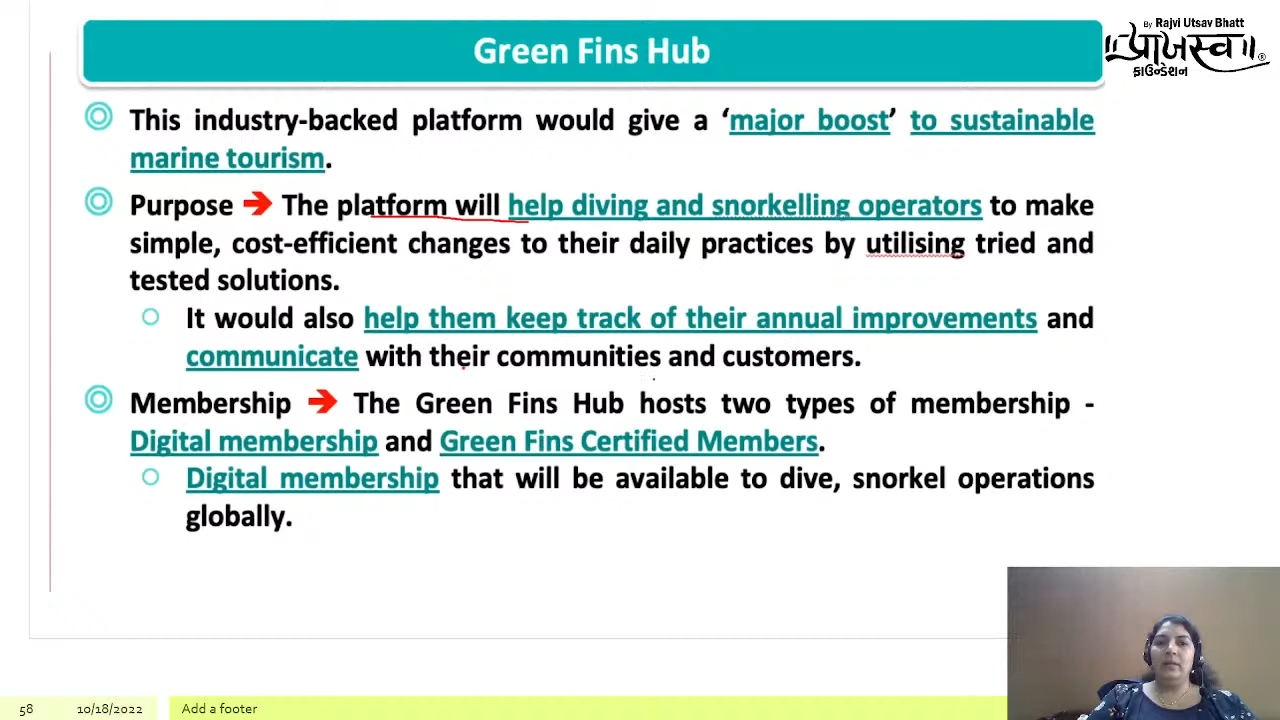 Green Fins Hub
By Rajvi Utsav Bhatt
॥प्राजस्व॥
ફાઉન્ડેશન
This industry-backed platform would give a ‘major boost’ to sustainable
marine tourism.
Purpose ➔ The platform will help diving and snorkelling operators to make
simple, cost-efficient changes to their daily practices by utilising tried and
tested solutions.
It would also help them keep track of their annual improvements and
communicate with their communities and customers.
Membership ➔ The Green Fins Hub hosts two types of membership -
Digital membership and Green Fins Certified Members.
Digital membership that will be available to dive, snorkel operations
globally.
58 10/18/2022 Add a footer